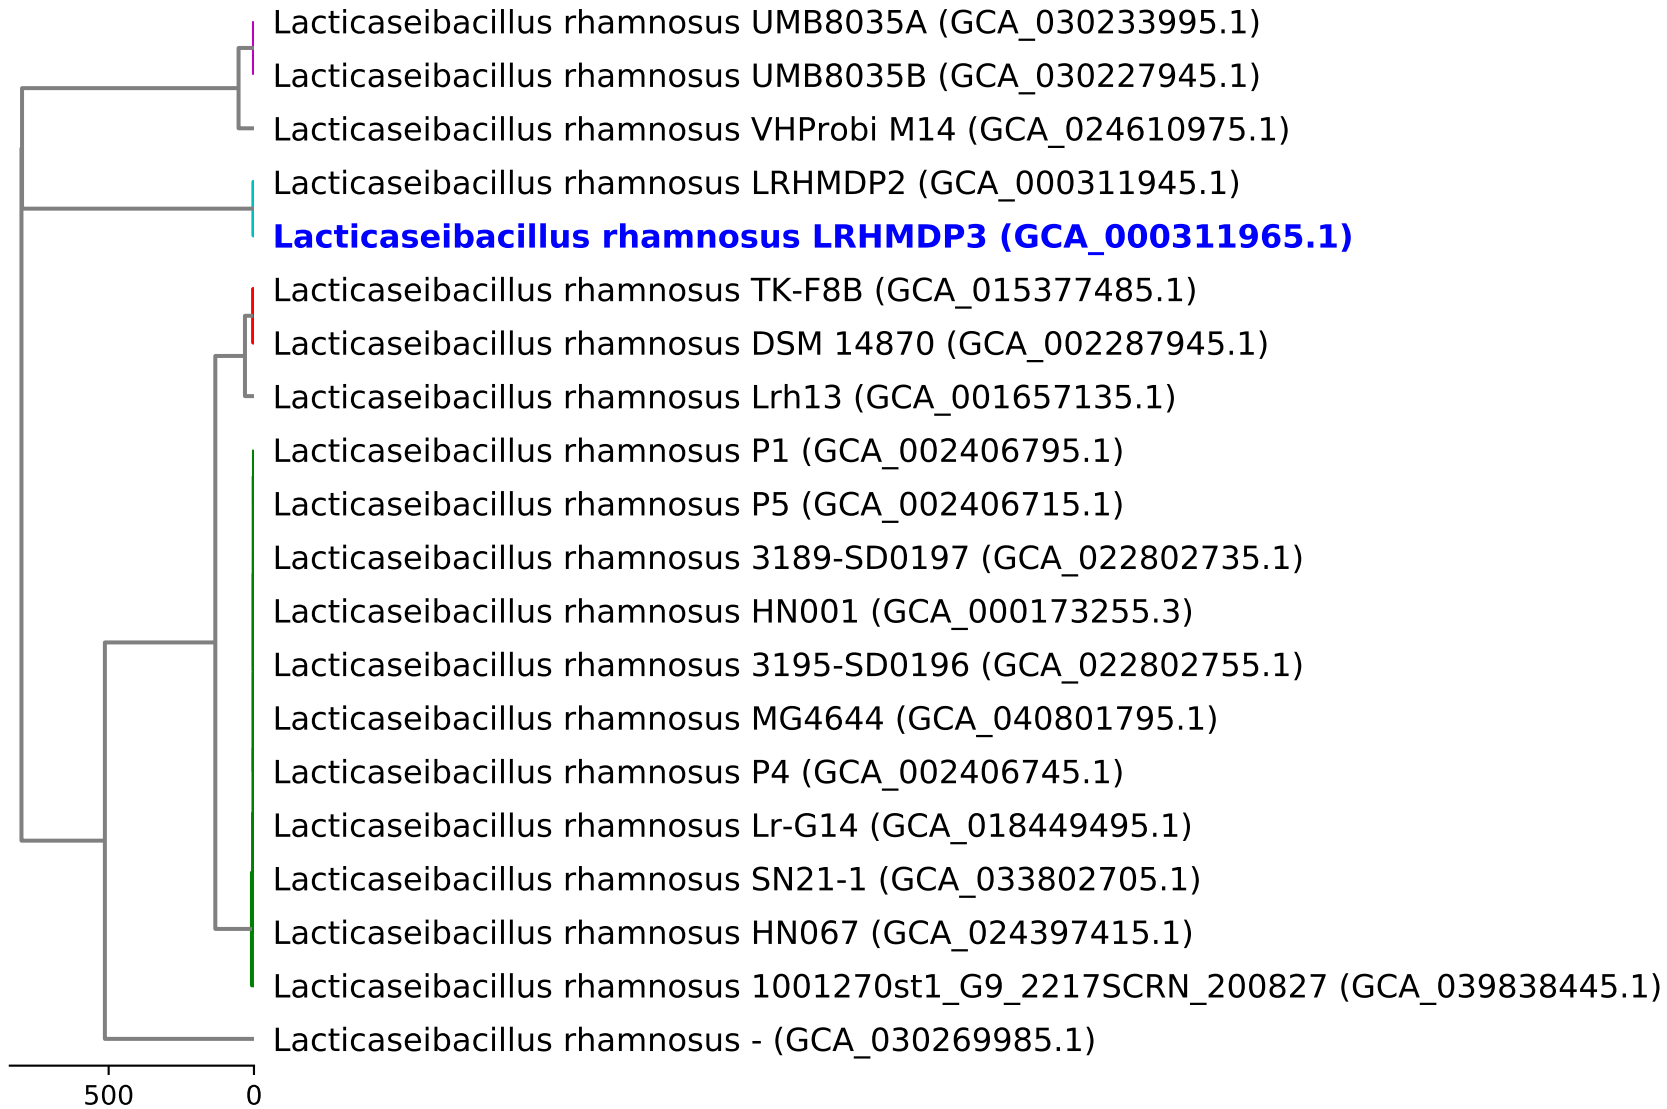 Lacticaseibacillus rhamnosus UMB8035A (GCA_030233995.1)
Lacticaseibacillus rhamnosus UMB8035B (GCA_030227945.1)
Lacticaseibacillus rhamnosus VHProbi M14 (GCA_024610975.1)
Lacticaseibacillus rhamnosus LRHMDP2 (GCA_000311945.1)
Lacticaseibacillus rhamnosus LRHMDP3 (GCA_000311965.1)
Lacticaseibacillus rhamnosus TK-F8B (GCA_015377485.1)
Lacticaseibacillus rhamnosus DSM 14870 (GCA_002287945.1)
Lacticaseibacillus rhamnosus Lrh13 (GCA_001657135.1)
Lacticaseibacillus rhamnosus P1 (GCA_002406795.1)
Lacticaseibacillus rhamnosus P5 (GCA_002406715.1)
Lacticaseibacillus rhamnosus 3189-SD0197 (GCA_022802735.1)
Lacticaseibacillus rhamnosus HN001 (GCA_000173255.3)
Lacticaseibacillus rhamnosus 3195-SD0196 (GCA_022802755.1)
Lacticaseibacillus rhamnosus MG4644 (GCA_040801795.1)
Lacticaseibacillus rhamnosus P4 (GCA_002406745.1)
Lacticaseibacillus rhamnosus Lr-G14 (GCA_018449495.1)
Lacticaseibacillus rhamnosus SN21-1 (GCA_033802705.1)
Lacticaseibacillus rhamnosus HN067 (GCA_024397415.1)
Lacticaseibacillus rhamnosus 1001270st1_G9_2217SCRN_200827 (GCA_039838445.1)
Lacticaseibacillus rhamnosus - (GCA_030269985.1)
500 0